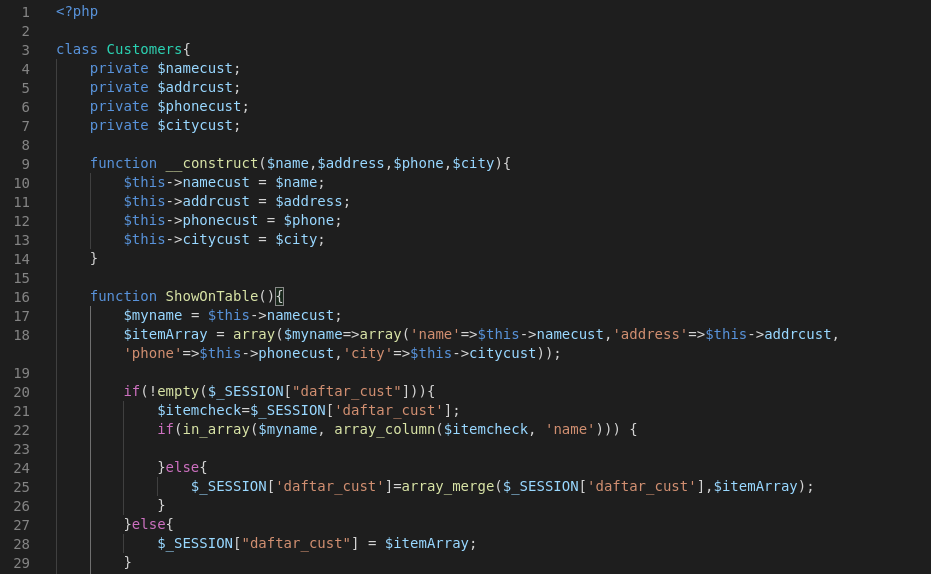 1 <?php
2
3 class Customers{
4     private $namecust;
5     private $addrcust;
6     private $phonecust;
7     private $citycust;
8
9     function __construct($name,$address,$phone,$city){
10         $this->namecust = $name;
11         $this->addrcust = $address;
12         $this->phonecust = $phone;
13         $this->citycust = $city;
14     }
15
16     function ShowOnTable(){
17         $myname = $this->namecust;
18         $itemArray = array($myname=>array('name'=>$this->namecust,'address'=>$this->addrcust,
         'phone'=>$this->phonecust,'city'=>$this->citycust));
19
20         if(!empty($_SESSION["daftar_cust"])){
21             $itemcheck=$_SESSION['daftar_cust'];
22             if(in_array($myname, array_column($itemcheck, 'name'))) {
23
24             }else{
25                 $_SESSION['daftar_cust']=array_merge($_SESSION['daftar_cust'],$itemArray);
26             }
27         }else{
28             $_SESSION["daftar_cust"] = $itemArray;
29         }